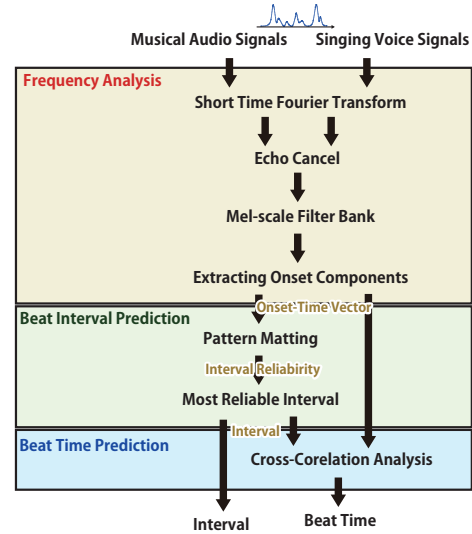 Musical Audio Signals
Singing Voice Signals
Frequency Analysis
Short Time Fourier Transform
Echo Cancel
Mel-scale Filter Bank
Extracting Onset Components
Onset-Time Vector
Beat Interval Prediction
Pattern Matting
Interval Reliabirity
Most Reliable Interval
Interval
Beat Time Prediction
Cross-Corelation Analysis
Interval
Beat Time